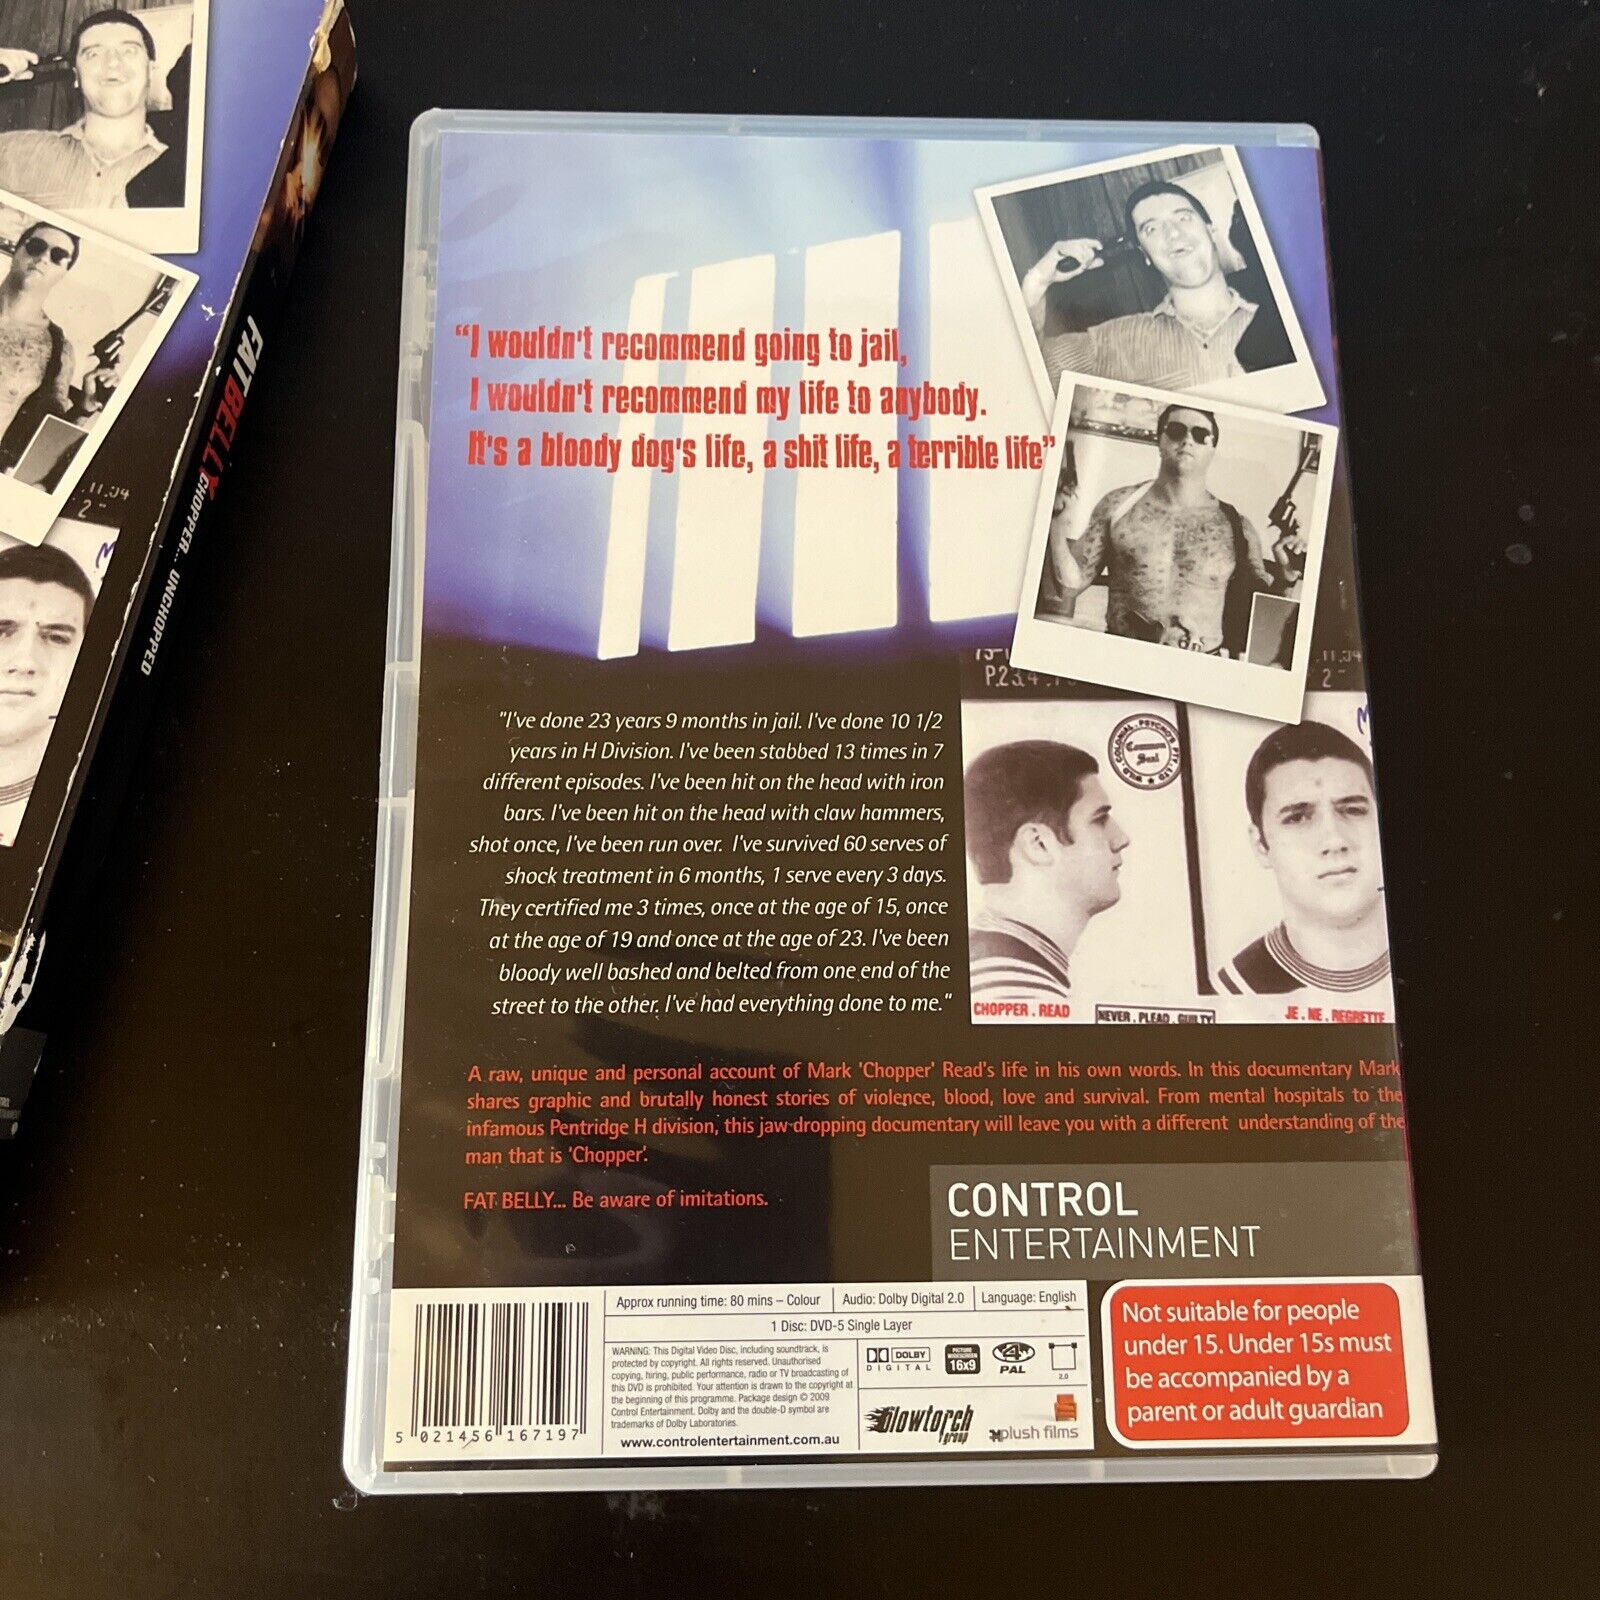 FAT BELLY CHOPPER... UNCHOPPED
.11.94
2"
"I wouldn't recommend going to jail,
I wouldn't recommend my life to anybody.
It's a bloody dog's life, a shit life, a terrible life"
P.234
.11.94
2"
"I've done 23 years 9 months in jail. I've done 10 1/2
years in H Division. I've been stabbed 13 times in 7
different episodes. I've been hit on the head with iron
bars. I've been hit on the head with claw hammers,
shot once, I've been run over. I've survived 60 serves of
shock treatment in 6 months, 1 serve every 3 days.
They certified me 3 times, once at the age of 15, once
at the age of 19 and once at the age of 23. I've been
bloody well bashed and belted from one end of the
street to the other. I've had everything done to me."
COLONIAL . PSYCHO'S PTY. LTD
Common
Seal
CHOPPER . READ
NEVER . PLEAD . GUILTY
JE . NE . REGRETTE
A raw, unique and personal account of Mark 'Chopper' Read's life in his own words. In this documentary Mark
shares graphic and brutally honest stories of violence, blood, love and survival. From mental hospitals to the
infamous Pentridge H division, this jaw dropping documentary will leave you with a different understanding of the
man that is 'Chopper'.
FAT BELLY... Be aware of imitations.
CONTROL
ENTERTAINMENT
Approx running time: 80 mins – Colour
Audio: Dolby Digital 2.0
Language: English
1 Disc: DVD-5 Single Layer
WARNING: This Digital Video Disc, including soundtrack, is
protected by copyright. All rights reserved. Unauthorised
copying, hiring, public performance, radio or TV broadcasting of
this DVD is prohibited. Your attention is drawn to the copyright at
the beginning of this programme. Package design © 2009
Control Entertainment. Dolby and the double-D symbol are
trademarks of Dolby Laboratories.
www.controlentertainment.com.au
DOLBY
DIGITAL
PICTURE
WIDESCREEN
16x9
4
PAL
2.0
Blowtorch
group
plush films
5 021456 167197
Not suitable for people
under 15. Under 15s must
be accompanied by a
parent or adult guardian